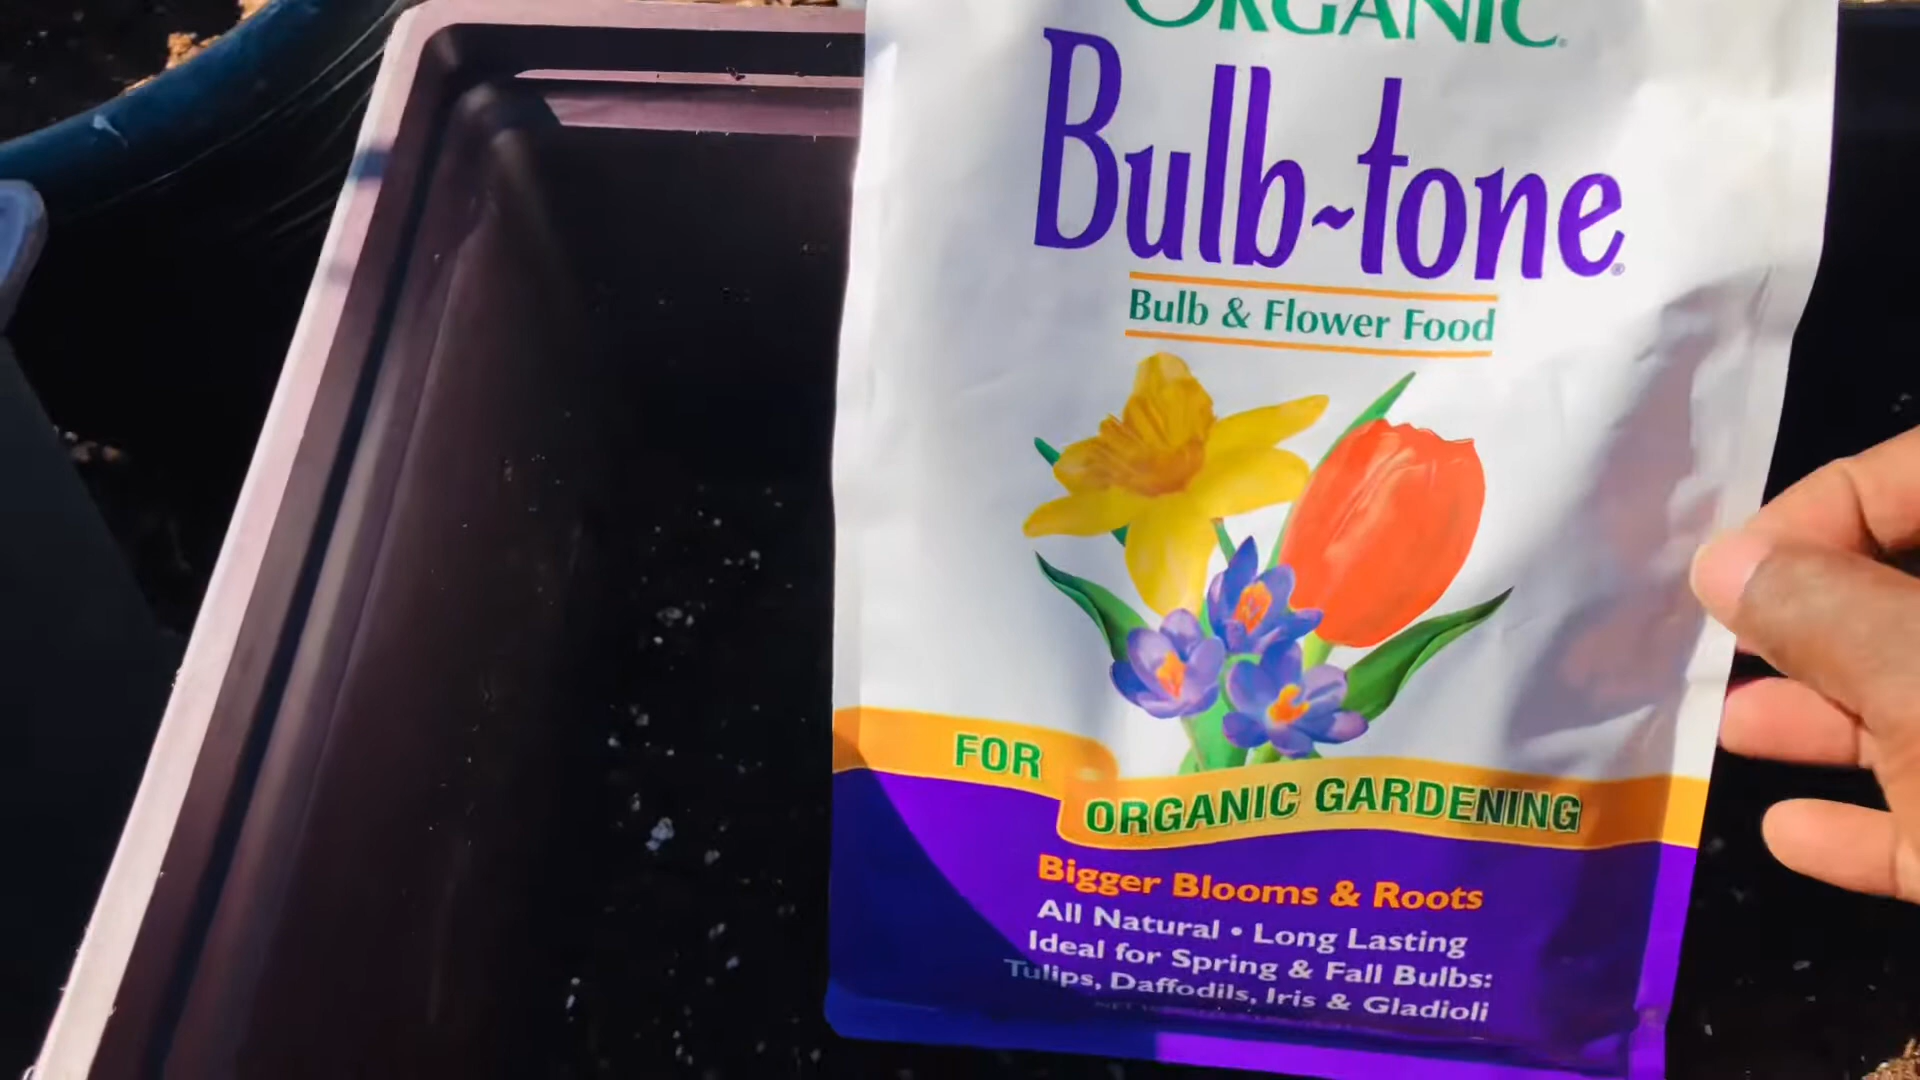 ORGANIC®
Bulb-tone®
Bulb & Flower Food
FOR
ORGANIC GARDENING
Bigger Blooms & Roots
All Natural • Long Lasting
Ideal for Spring & Fall Bulbs:
Tulips, Daffodils, Iris & Gladioli